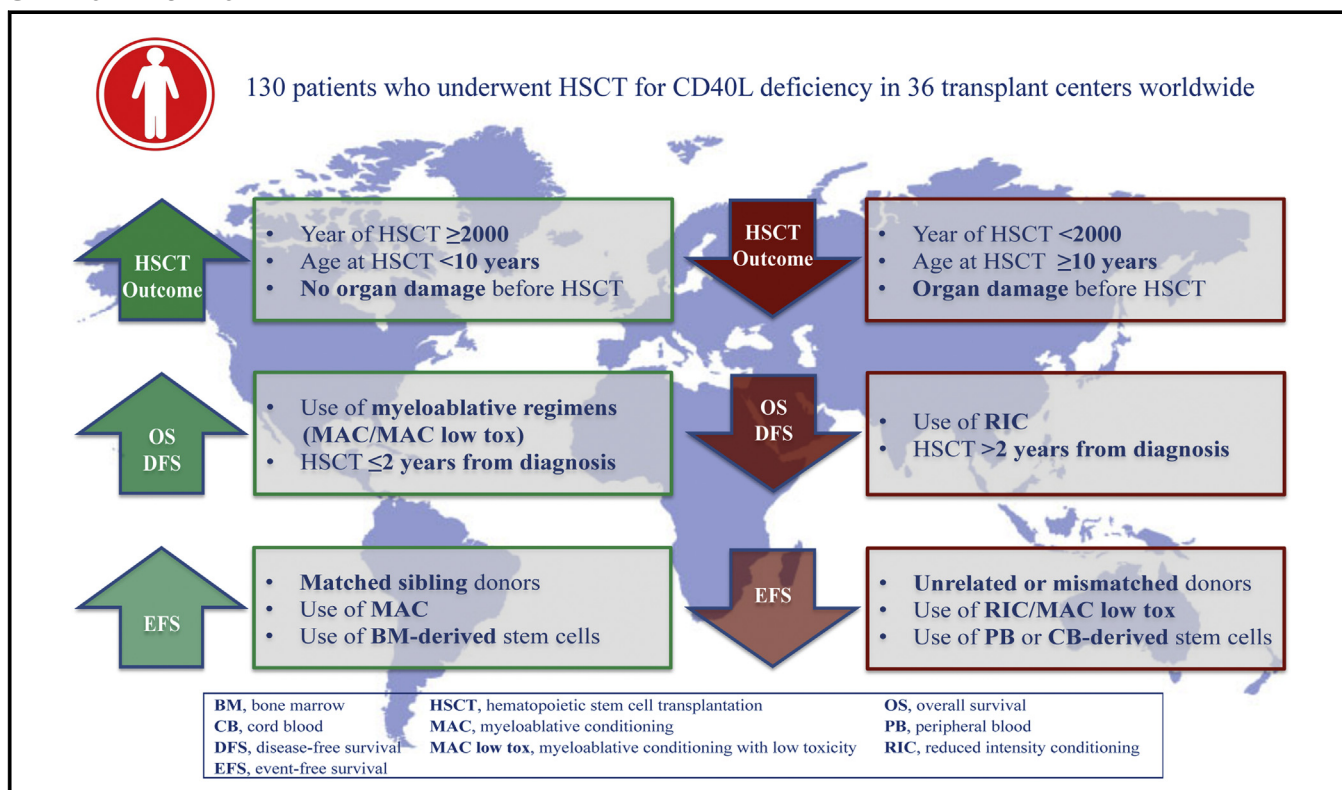 130 patients who underwent HSCT for CD40L deficiency in 36 transplant centers worldwide
HSCT
Outcome
• Year of HSCT ≥2000
• Age at HSCT <10 years
• No organ damage before HSCT
HSCT
Outcome
• Year of HSCT <2000
• Age at HSCT ≥10 years
• Organ damage before HSCT
OS
DFS
• Use of myeloablative regimens
(MAC/MAC low tox)
• HSCT ≤2 years from diagnosis
OS
DFS
• Use of RIC
• HSCT >2 years from diagnosis
EFS
• Matched sibling donors
• Use of MAC
• Use of BM-derived stem cells
EFS
• Unrelated or mismatched donors
• Use of RIC/MAC low tox
• Use of PB or CB-derived stem cells
BM, bone marrow
CB, cord blood
DFS, disease-free survival
EFS, event-free survival
HSCT, hematopoietic stem cell transplantation
MAC, myeloablative conditioning
MAC low tox, myeloablative conditioning with low toxicity
OS, overall survival
PB, peripheral blood
RIC, reduced intensity conditioning